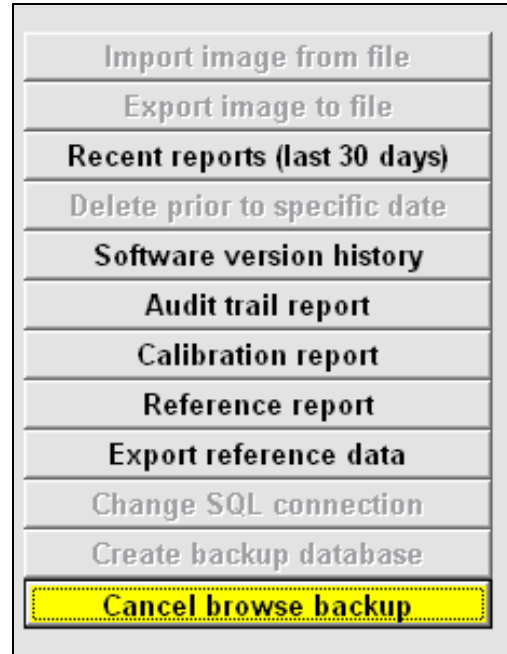 Import image from file
Export image to file
Recent reports (last 30 days)
Delete prior to specific date
Software version history
Audit trail report
Calibration report
Reference report
Export reference data
Change SQL connection
Create backup database
Cancel browse backup